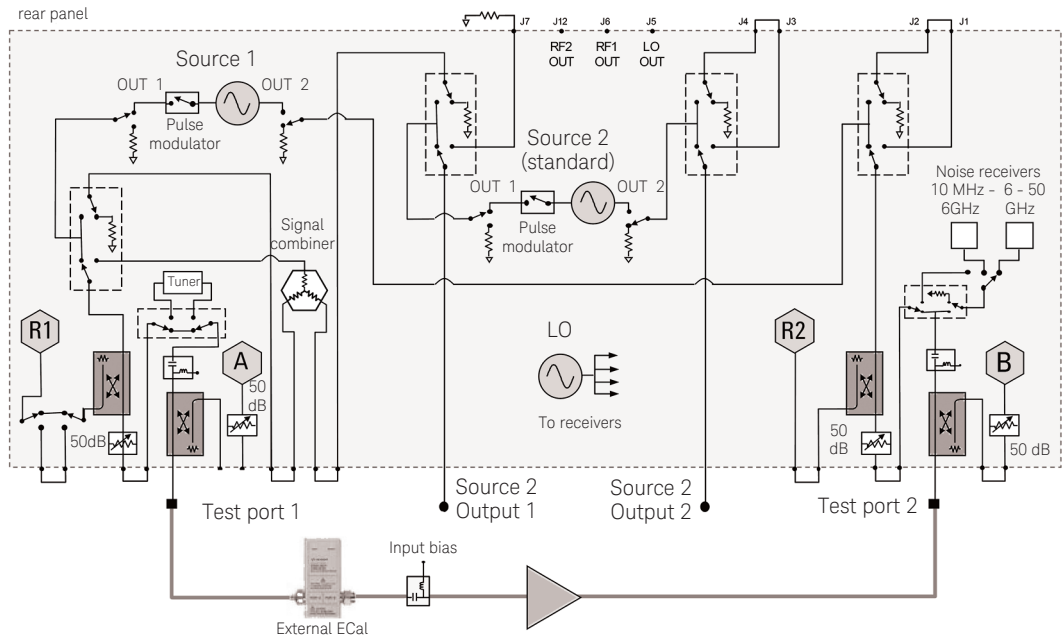 rear panel
J7
J12
J6
J5
J4
J3
J2
J1
RF2
OUT
RF1
OUT
LO
OUT
Source 1
OUT 1
OUT 2
Pulse
modulator
Source 2
(standard)
OUT 1
OUT 2
Pulse
modulator
Noise receivers
10 MHz -
6GHz
6 - 50
GHz
Signal
combiner
Tuner
R1
A
50
dB
50dB
LO
To receivers
R2
50
dB
B
50 dB
Test port 1
Source 2
Output 1
Source 2
Output 2
Test port 2
Input bias
External ECal